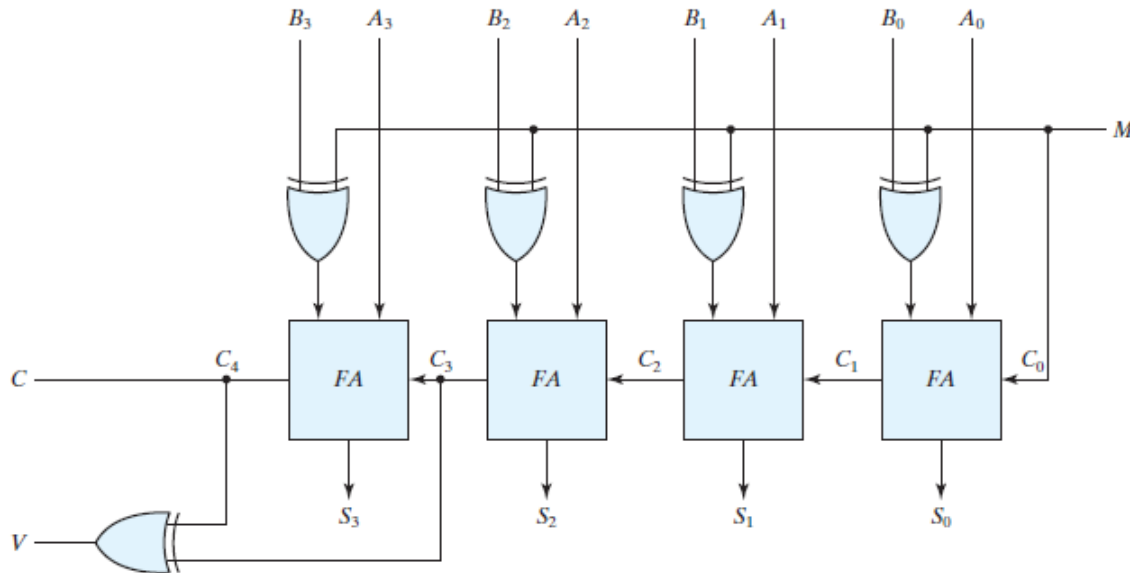 B3 A3 B2 A2 B1 A1 B0 A0
M
C C4 FA C3 FA C2 FA C1 FA C0
S3 S2 S1 S0
V